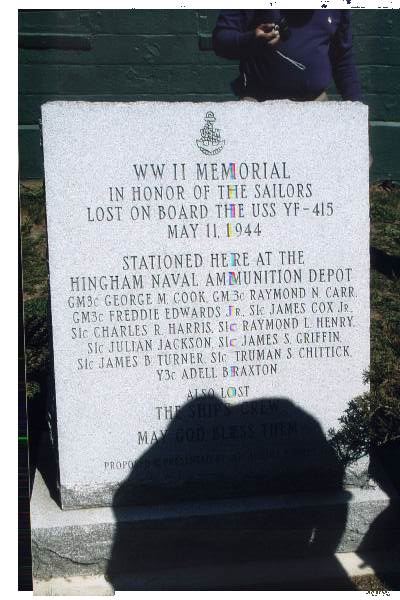 WW II MEMORIAL
IN HONOR OF THE SAILORS
LOST ON BOARD THE USS YF-415
MAY 11, 1944
STATIONED HERE AT THE
HINGHAM NAVAL AMMUNITION DEPOT
GM3c GEORGE M. COOK, GM3c RAYMOND N. CARR,
GM3c FREDDIE EDWARDS Jr., S1c JAMES COX Jr.,
S1c CHARLES R. HARRIS, S1c RAYMOND L. HENRY,
S1c JULIAN JACKSON, S1c JAMES S. GRIFFIN,
S1c JAMES B. TURNER, S1c TRUMAN S. CHITTICK,
Y3c ADELL BRAXTON
ALSO LOST
THE SHIPS CREW
MAY GOD BLESS THEM